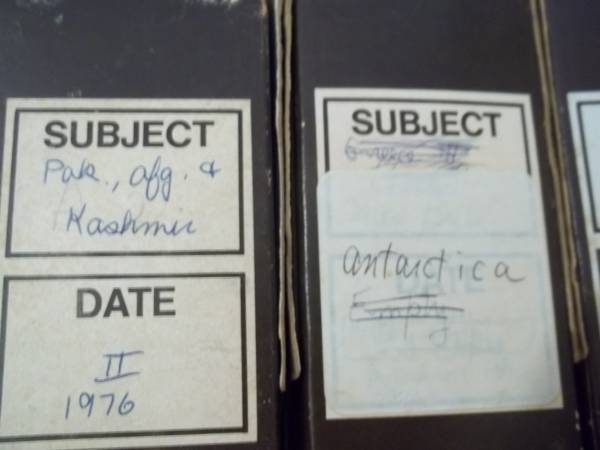 SUBJECT
Pak., afg. &
Kashmir
DATE
II
1976
SUBJECT
antarctica
Empty